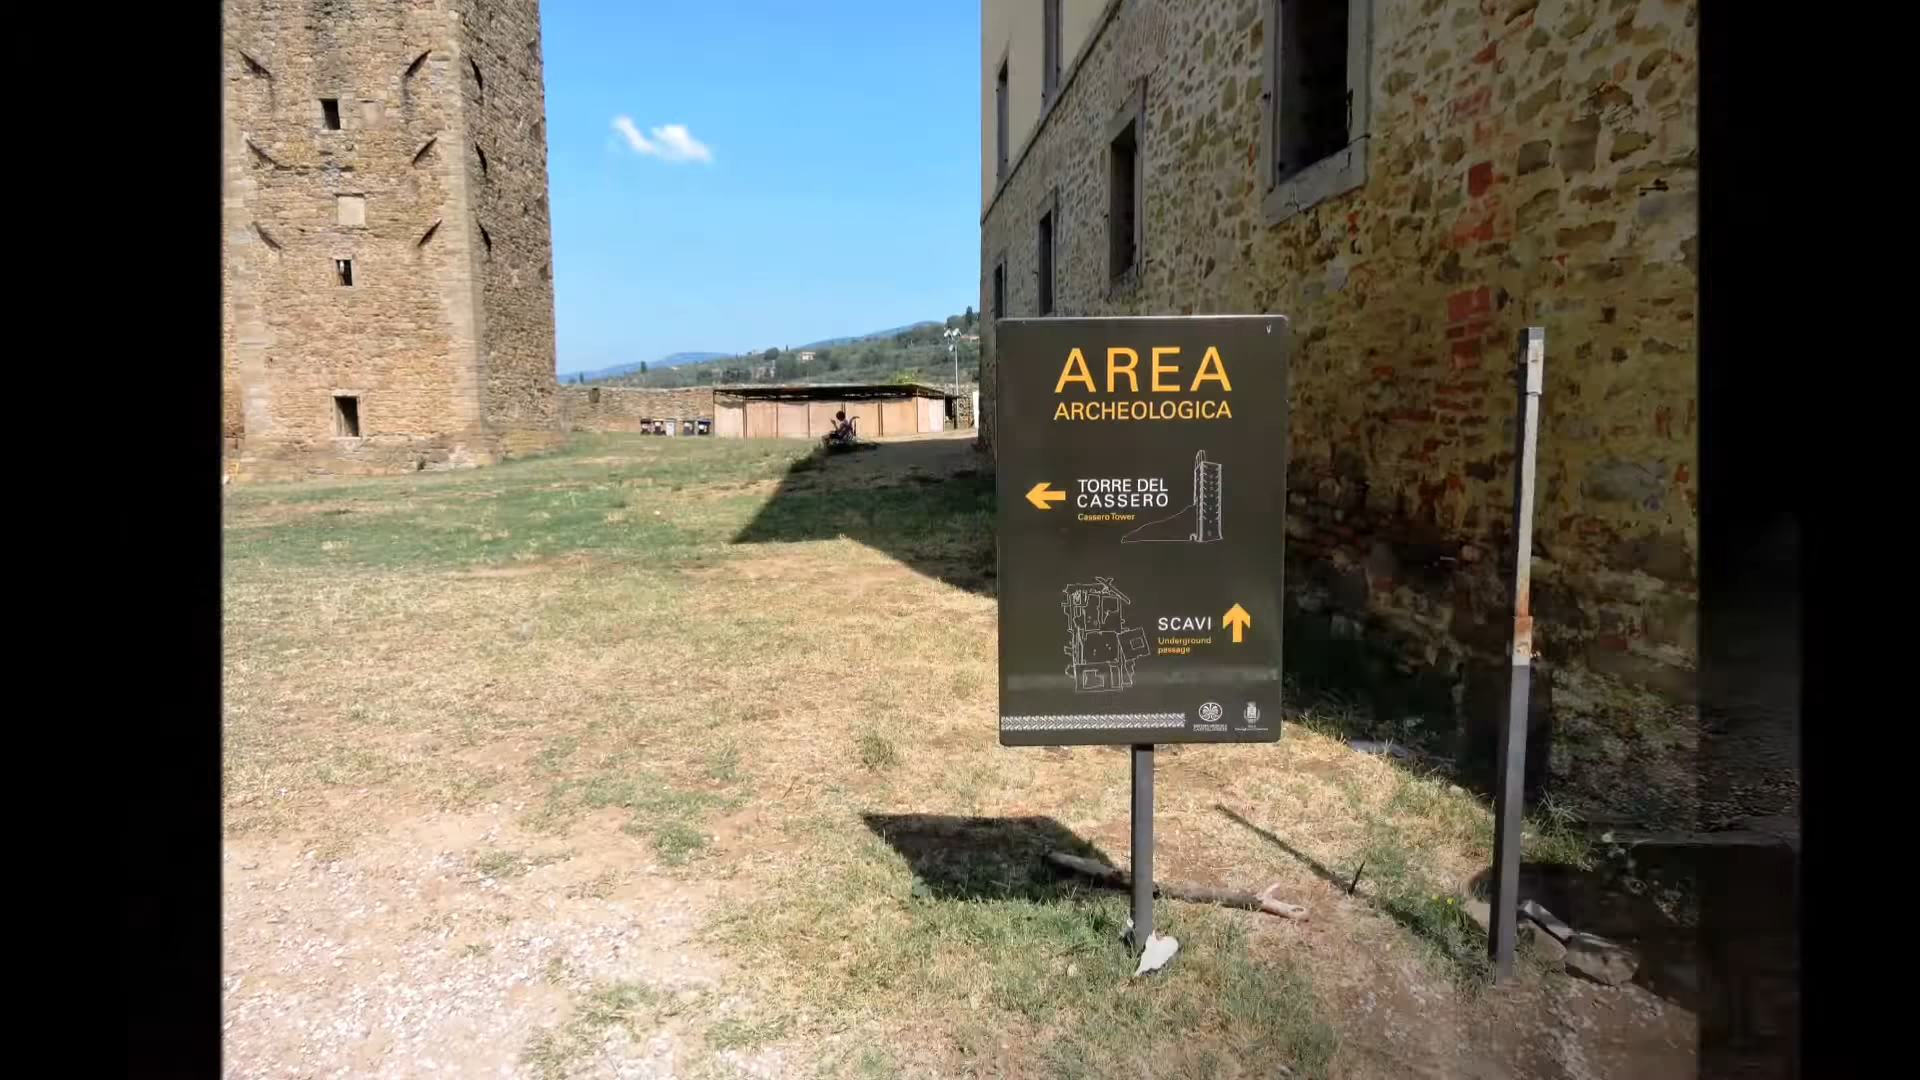 AREA
ARCHEOLOGICA
TORRE DEL
CASSERO
Cassero Tower
SCAVI
Underground
passage